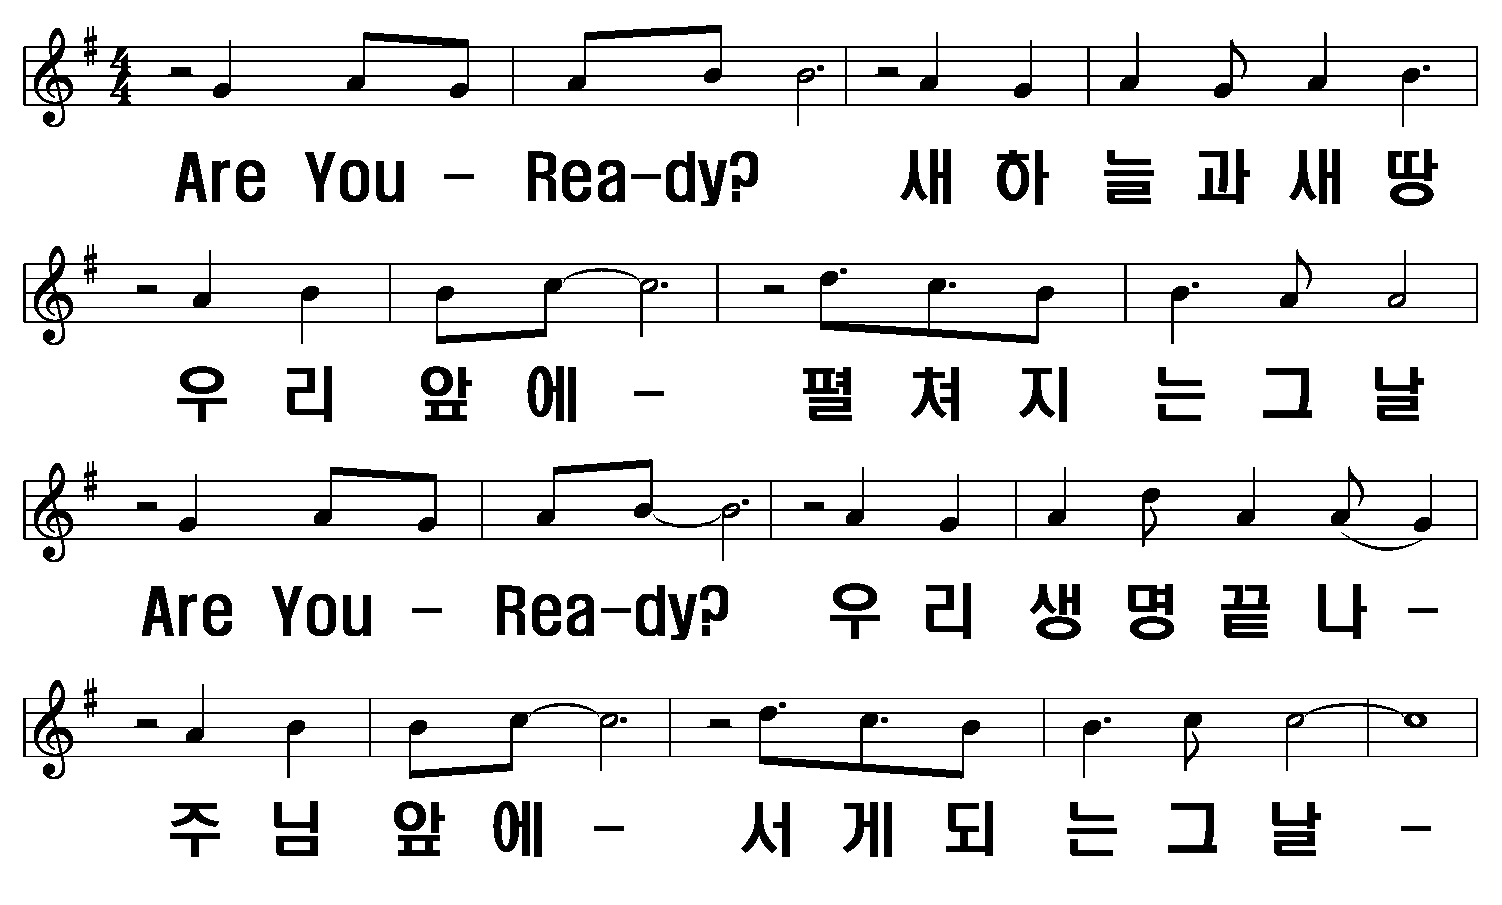 Are You - Rea-dy? 새 하 늘 과 새 땅
우 리 앞 에 - 펼 쳐 지 는 그 날
Are You - Rea-dy? 우 리 생 명 끝 나 -
주 님 앞 에 - 서 게 되 는 그 날 -